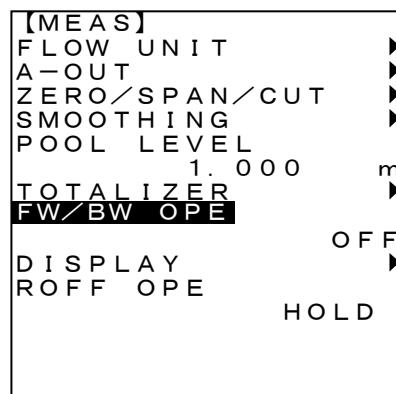 【MEAS】
FLOW UNIT
A－OUT
ZERO／SPAN／CUT
SMOOTHING
POOL LEVEL
1. 000 m
TOTALIZER
FW／BW OPE
OFF
DISPLAY
ROFF OPE
HOLD